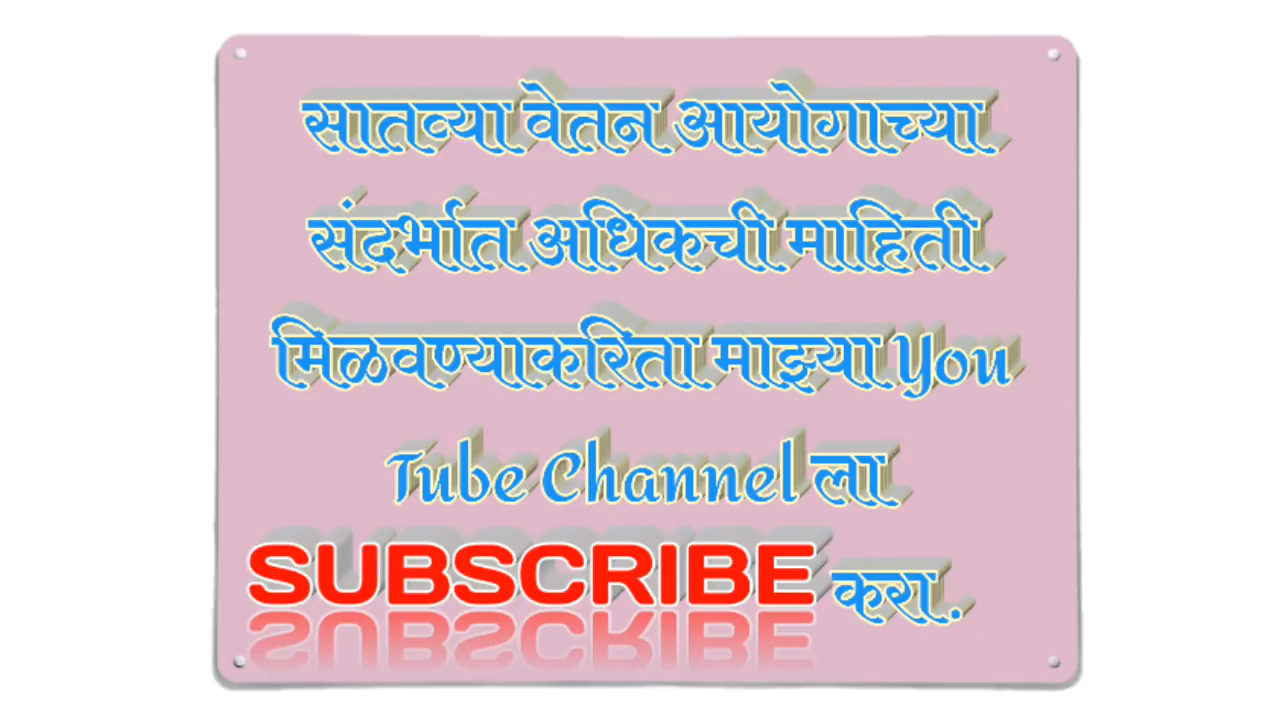 सातव्या वेतन आयोगाच्या
संदर्भात अधिकची माहिती
मिळवण्याकरिता माझ्या You
Tube Channel ला
SUBSCRIBE करा .